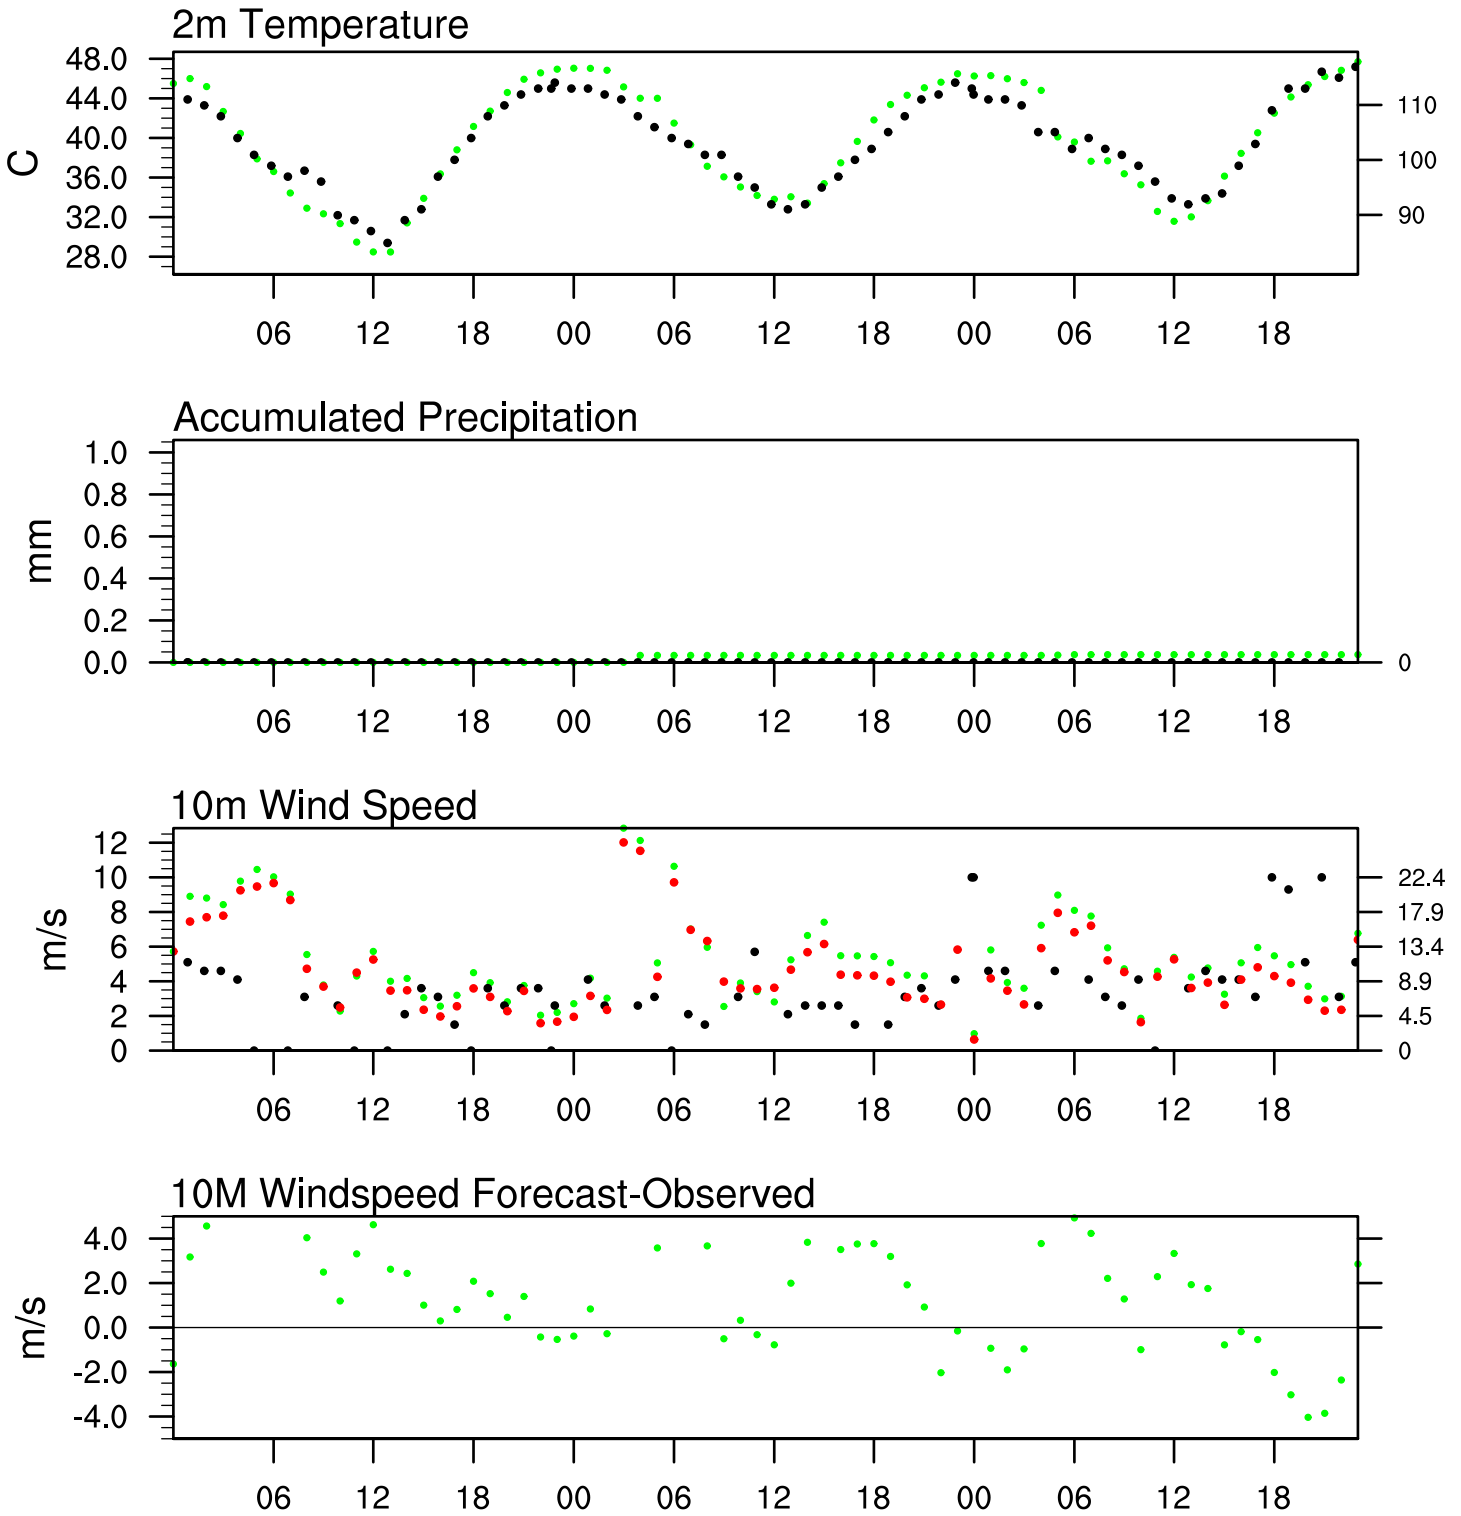 2m Temperature
48.0
44.0
40.0
36.0
32.0
28.0
C
110
100
90
06 12 18 00 06 12 18 00 06 12 18
Accumulated Precipitation
1.0
0.8
0.6
0.4
0.2
0.0
mm
0
06 12 18 00 06 12 18 00 06 12 18
10m Wind Speed
12
10
8
6
4
2
0
m/s
22.4
17.9
13.4
8.9
4.5
0
06 12 18 00 06 12 18 00 06 12 18
10M Windspeed Forecast-Observed
4.0
2.0
0.0
-2.0
-4.0
m/s
06 12 18 00 06 12 18 00 06 12 18